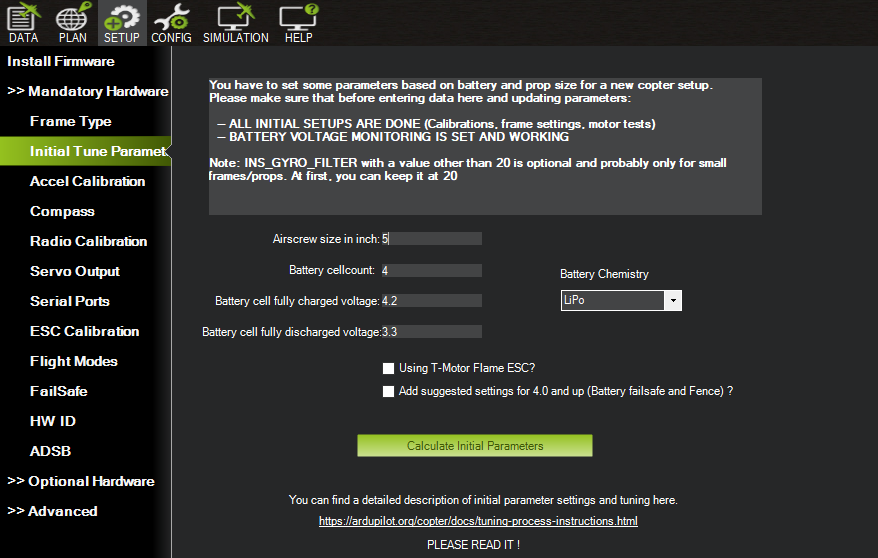 DATA PLAN SETUP CONFIG SIMULATION HELP
Install Firmware
>> Mandatory Hardware
Frame Type
Initial Tune Paramet
Accel Calibration
Compass
Radio Calibration
Servo Output
Serial Ports
ESC Calibration
Flight Modes
FailSafe
HW ID
ADSB
>> Optional Hardware
>> Advanced
You have to set some parameters based on battery and prop size for a new copter setup.
Please make sure that before entering data here and updating parameters:
– ALL INITIAL SETUPS ARE DONE (Calibrations, frame settings, motor tests)
– BATTERY VOLTAGE MONITORING IS SET AND WORKING
Note: INS_GYRO_FILTER with a value other than 20 is optional and probably only for small
frames/props. At first, you can keep it at 20
Airscrew size in inch: 5
Battery cellcount: 4
Battery Chemistry
Battery cell fully charged voltage: 4.2
LiPo
Battery cell fully discharged voltage: 3.3
Using T-Motor Flame ESC?
Add suggested settings for 4.0 and up (Battery failsafe and Fence) ?
Calculate Initial Parameters
You can find a detailed description of initial parameter settings and tuning here.
https://ardupilot.org/copter/docs/tuning-process-instructions.html
PLEASE READ IT !